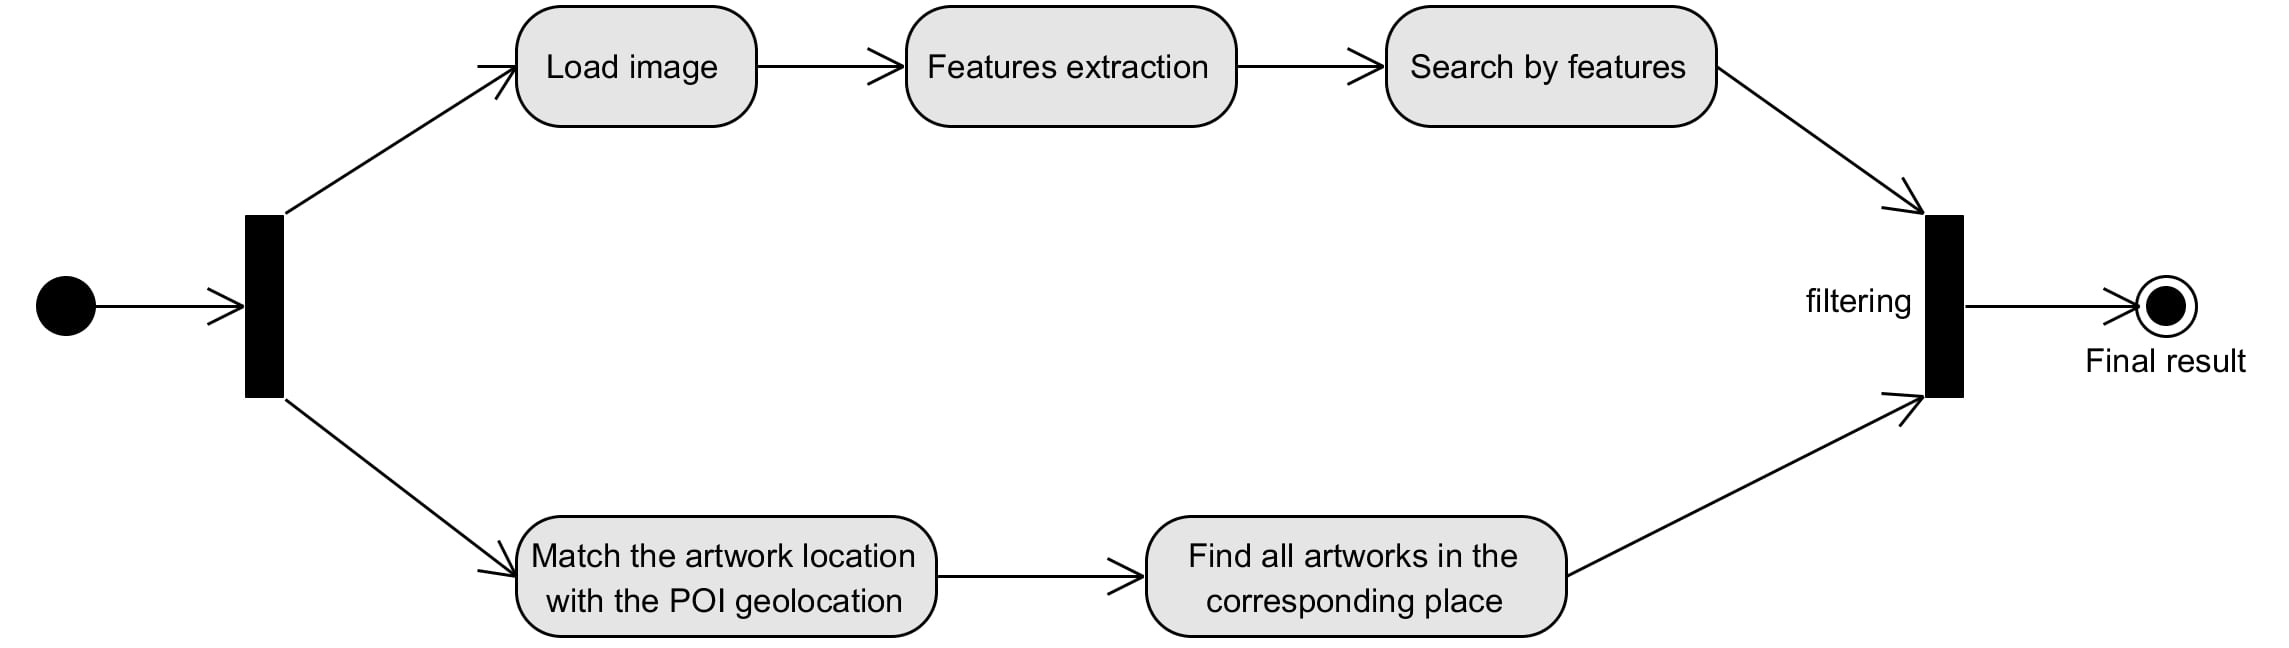 Load image
Features extraction
Search by features
filtering
Final result
Match the artwork location
with the POI geolocation
Find all artworks in the
corresponding place